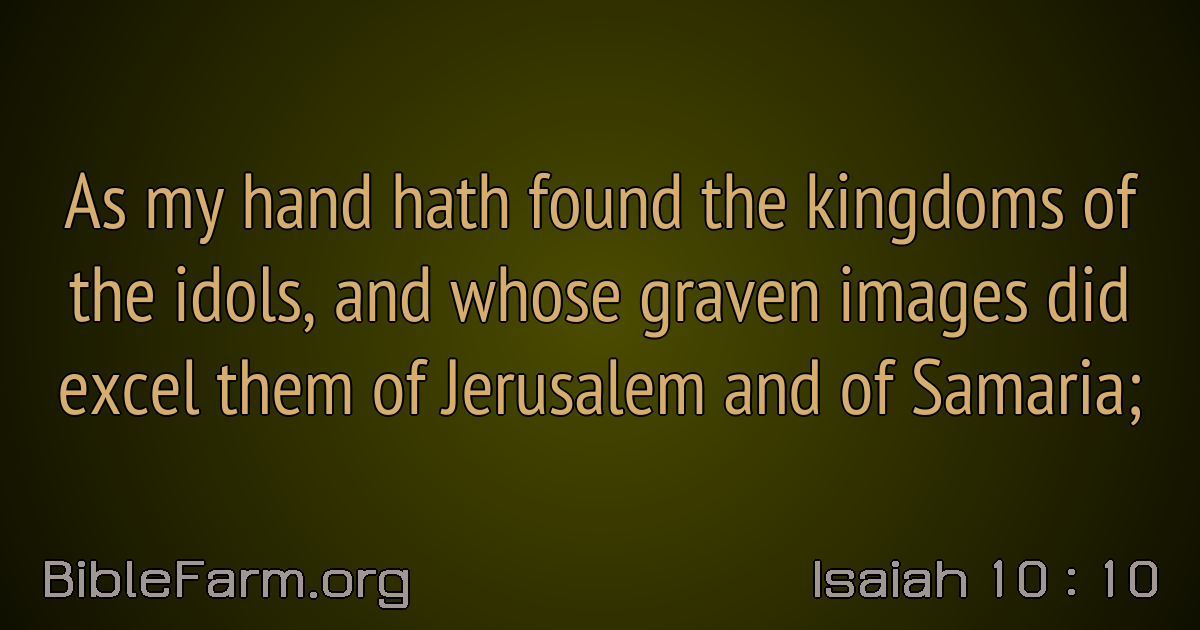 As my hand hath found the kingdoms of
the idols, and whose graven images did
excel them of Jerusalem and of Samaria;
BibleFarm.org
Isaiah 10 : 10